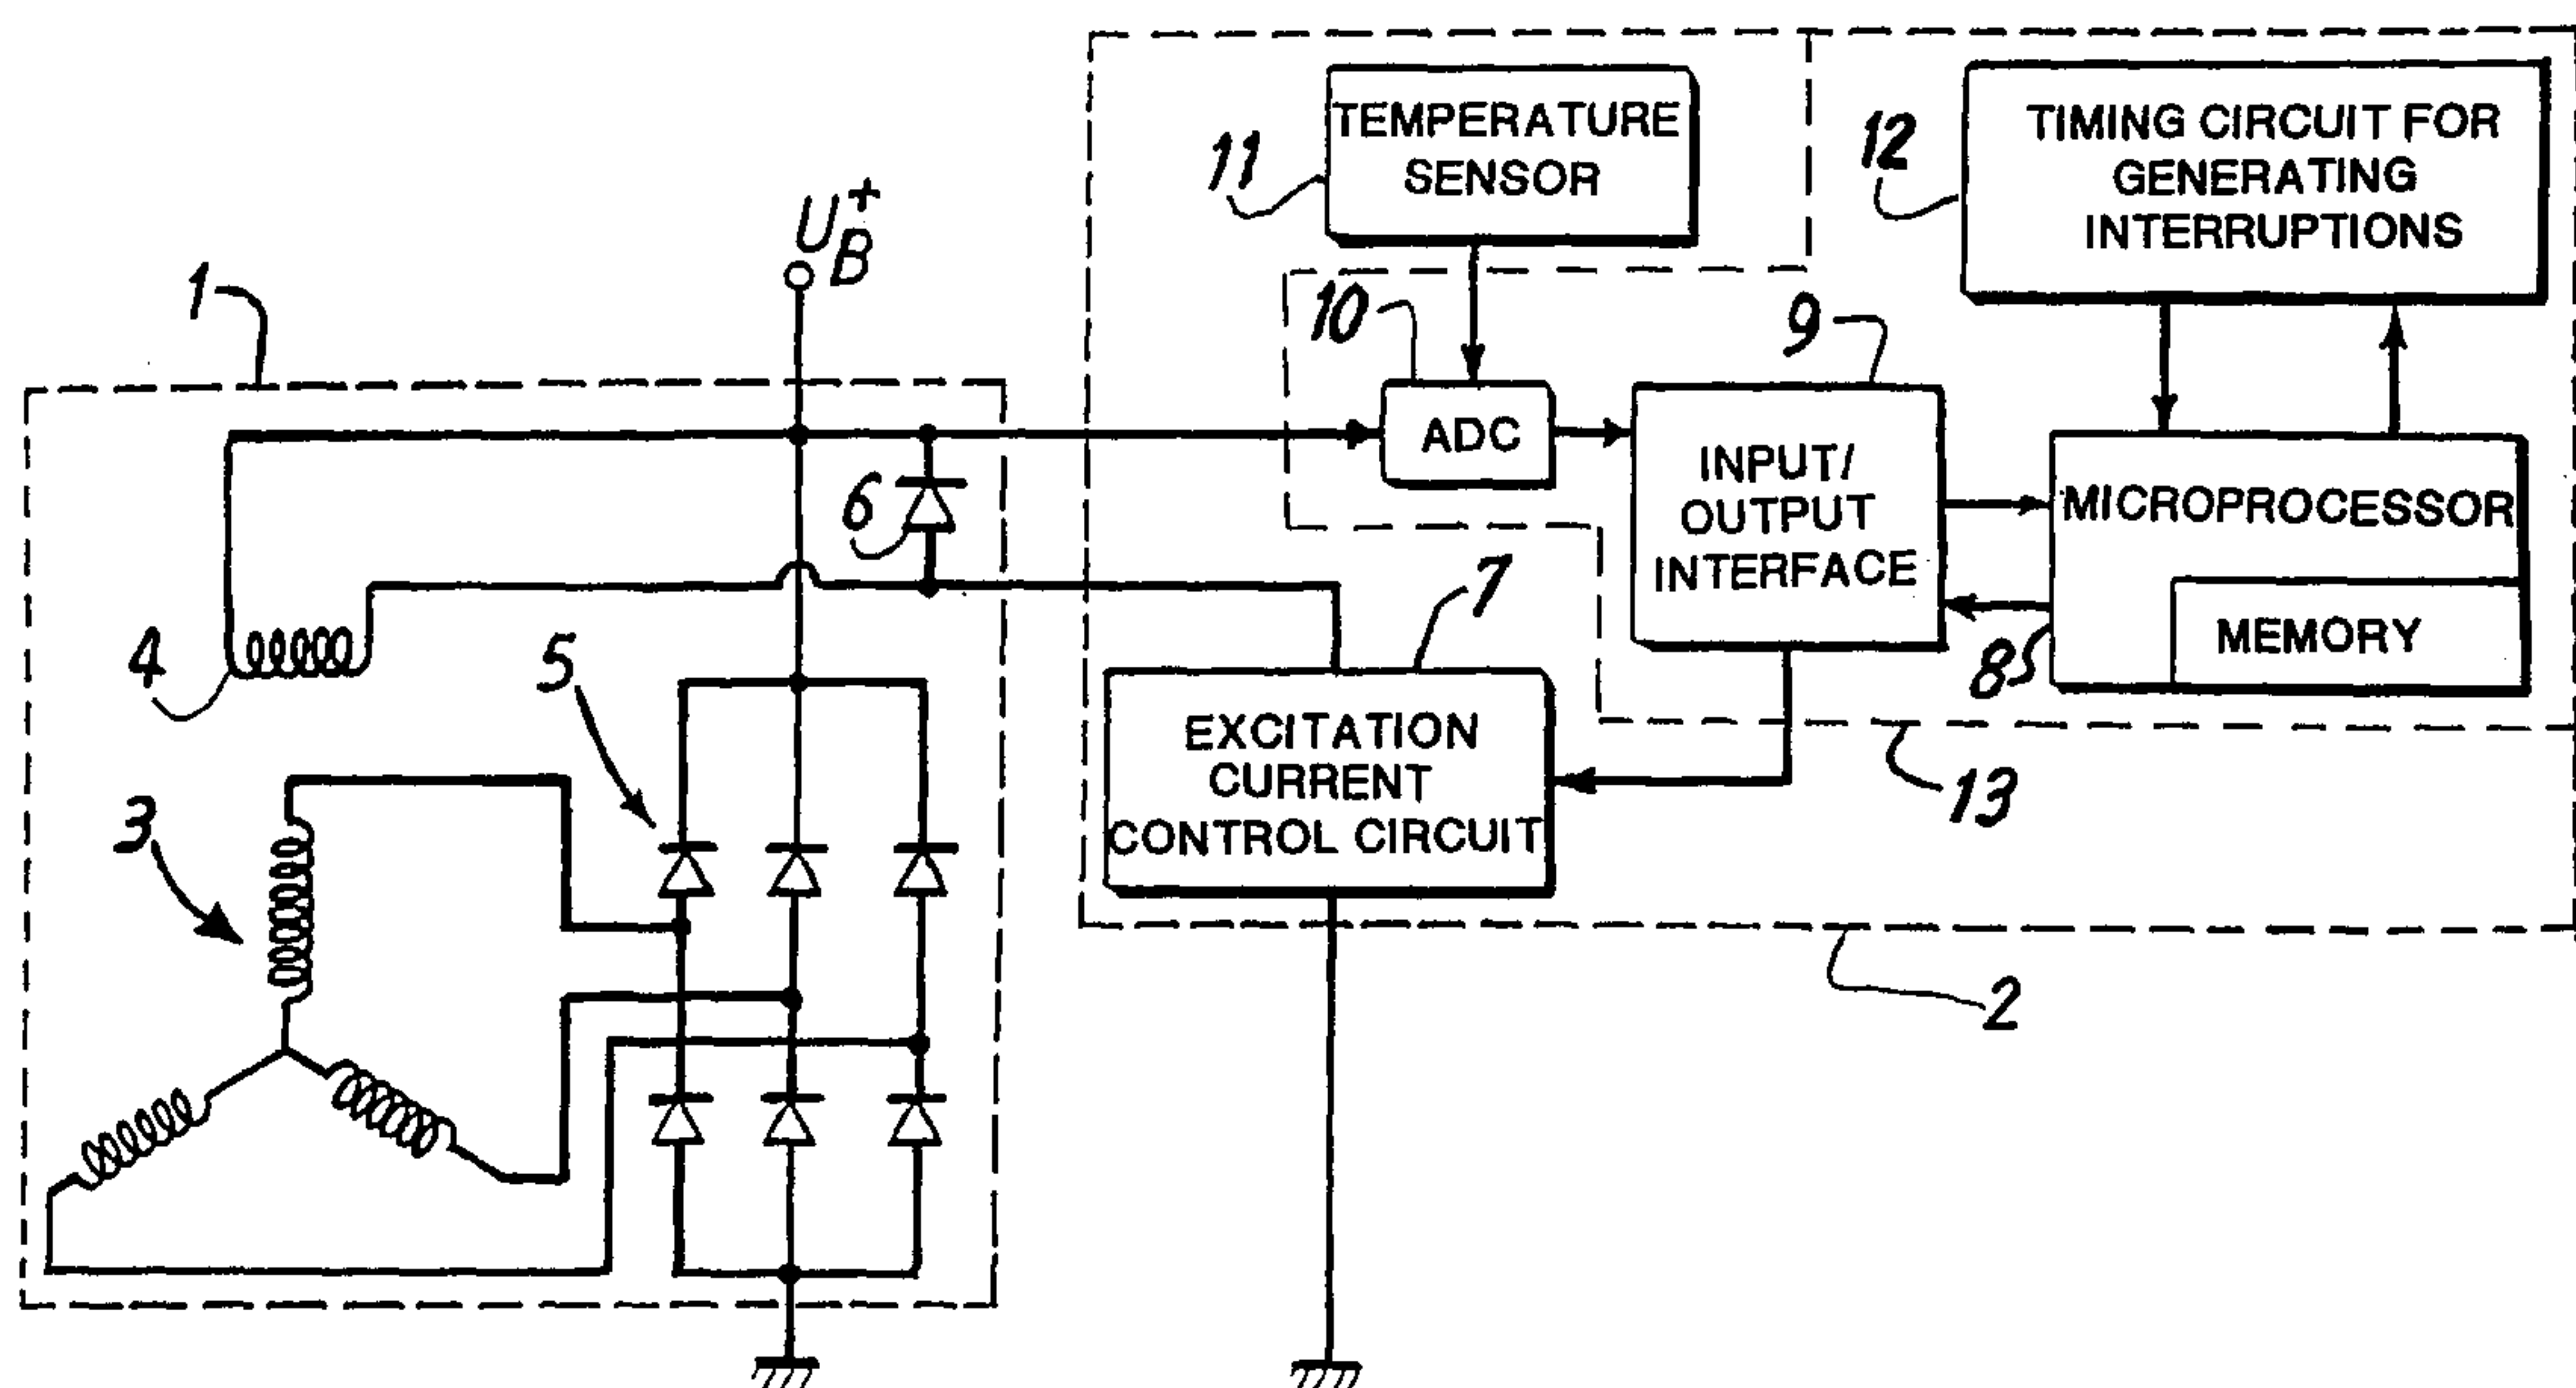 TEMPERATURE
SENSOR
11
TIMING CIRCUIT FOR
GENERATING
INTERRUPTIONS
12
U_B^+
1
10
9
ADC
INPUT/
OUTPUT
INTERFACE
MICROPROCESSOR
MEMORY
8
6
7
4
5
EXCITATION
CURRENT
CONTROL CIRCUIT
13
3
2